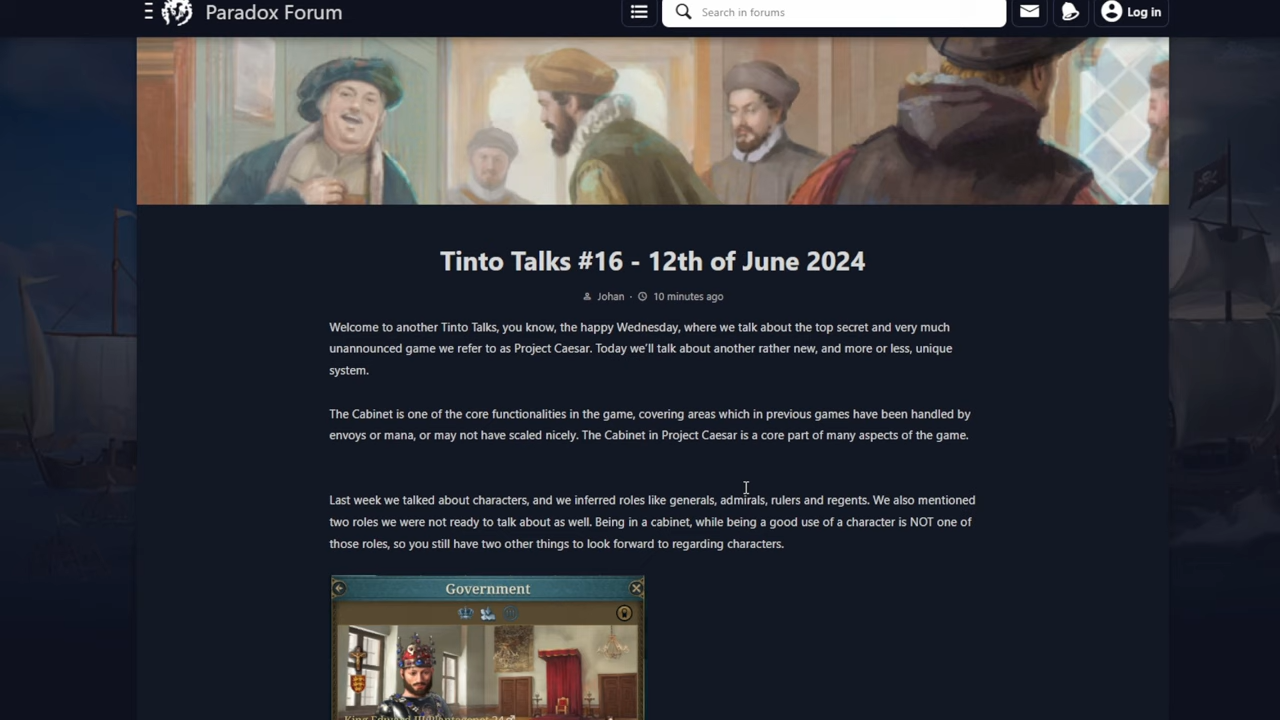 Paradox Forum
Search in forums
Log in
Tinto Talks #16 - 12th of June 2024
Johan · 10 minutes ago
Welcome to another Tinto Talks, you know, the happy Wednesday, where we talk about the top secret and very much
unannounced game we refer to as Project Caesar. Today we'll talk about another rather new, and more or less, unique
system.
The Cabinet is one of the core functionalities in the game, covering areas which in previous games have been handled by
envoys or mana, or may not have scaled nicely. The Cabinet in Project Caesar is a core part of many aspects of the game.
Last week we talked about characters, and we inferred roles like generals, admirals, rulers and regents. We also mentioned
two roles we were not ready to talk about as well. Being in a cabinet, while being a good use of a character is NOT one of
those roles, so you still have two other things to look forward to regarding characters.
Government